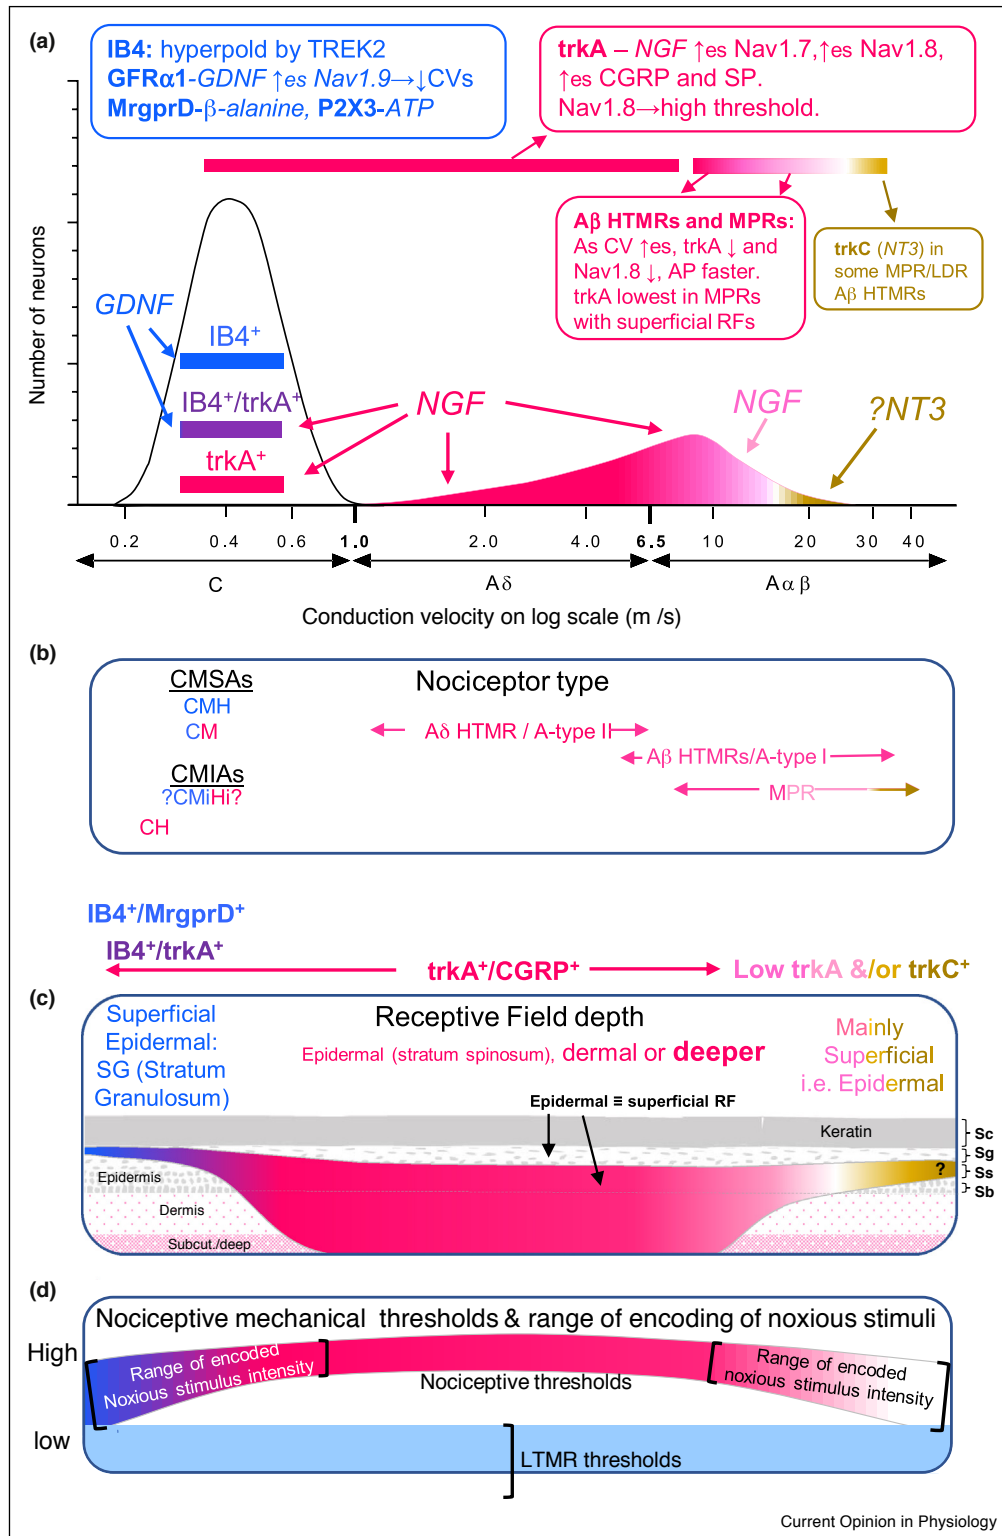 (a)
IB4: hyperpold by TREK2
GFRα1-GDNF ↑es Nav1.9→↓CVs
MrgprD-β-alanine, P2X3-ATP
trkA – NGF ↑es Nav1.7,↑es Nav1.8,
↑es CGRP and SP.
Nav1.8→high threshold.
Aβ HTMRs and MPRs:
As CV ↑es, trkA ↓ and
Nav1.8 ↓, AP faster.
trkA lowest in MPRs
with superficial RFs
trkC (NT3) in
some MPR/LDR
Aβ HTMRs
Number of neurons
GDNF
IB4+
IB4+/trkA+
trkA+
NGF
NGF
?NT3
0.2 0.4 0.6 1.0 2.0 4.0 6.5 10 20 30 40
C Aδ Aαβ
Conduction velocity on log scale (m /s)
(b)
Nociceptor type
CMSAs
CMH
CM
CMIAs
?CMiHi?
CH
Aδ HTMR / A-type II
Aβ HTMRs/A-type I
MPR
IB4+/MrgprD+
IB4+/trkA+
trkA+/CGRP+
Low trkA &/or trkC+
(c)
Superficial
Epidermal:
SG (Stratum
Granulosum)
Receptive Field depth
Epidermal (stratum spinosum), dermal or deeper
Mainly
Superficial
i.e. Epidermal
Epidermal ≡ superficial RF
Keratin
Epidermis
Dermis
Subcut./deep
?
Sc
Sg
Ss
Sb
(d)
Nociceptive mechanical thresholds & range of encoding of noxious stimuli
High
low
Range of encoded
Noxious stimulus intensity
Nociceptive thresholds
Range of encoded
noxious stimulus intensity
LTMR thresholds
Current Opinion in Physiology